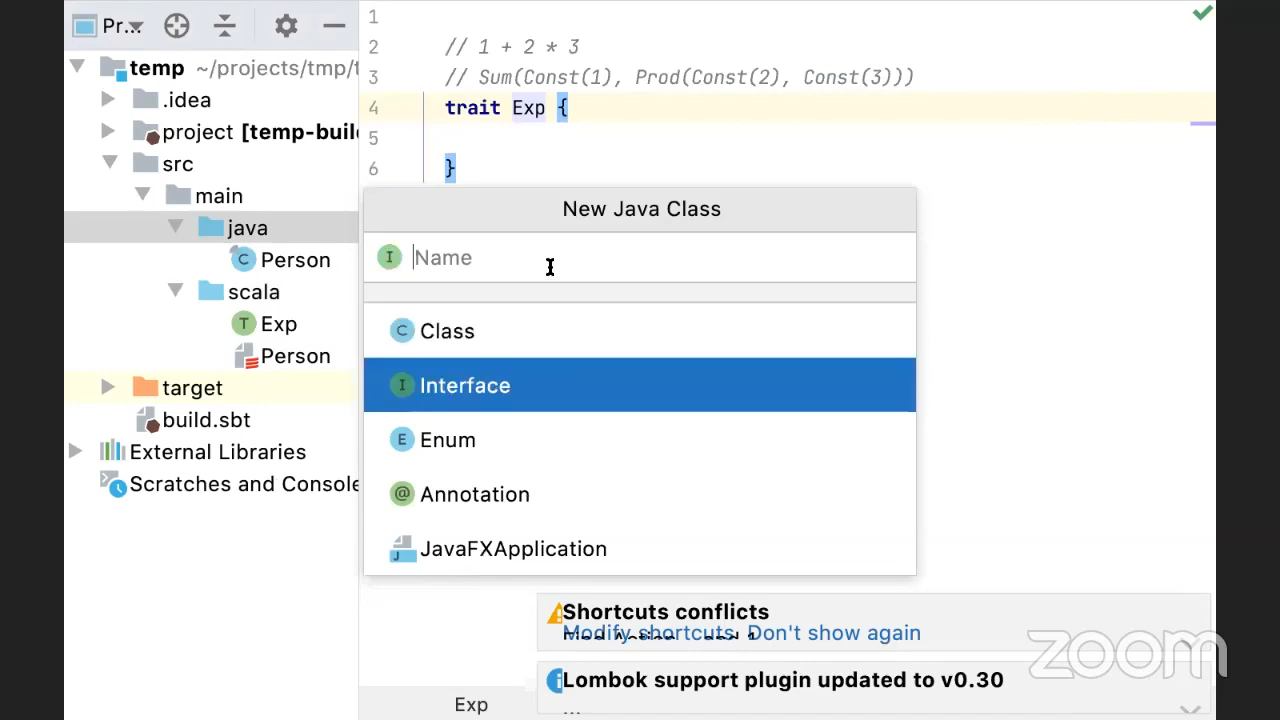 Pr...
temp ~/projects/tmp/t
.idea
project [temp-buil
src
main
java
Person
scala
Exp
Person
target
build.sbt
External Libraries
Scratches and Console
1
2 // 1 + 2 * 3
3 // Sum(Const(1), Prod(Const(2), Const(3)))
4 trait Exp {
5
6 }
New Java Class
I Name
C Class
I Interface
E Enum
@ Annotation
J JavaFXApplication
Shortcuts conflicts
Modify shortcuts Don't show again
Lombok support plugin updated to v0.30
...
Exp
zoom